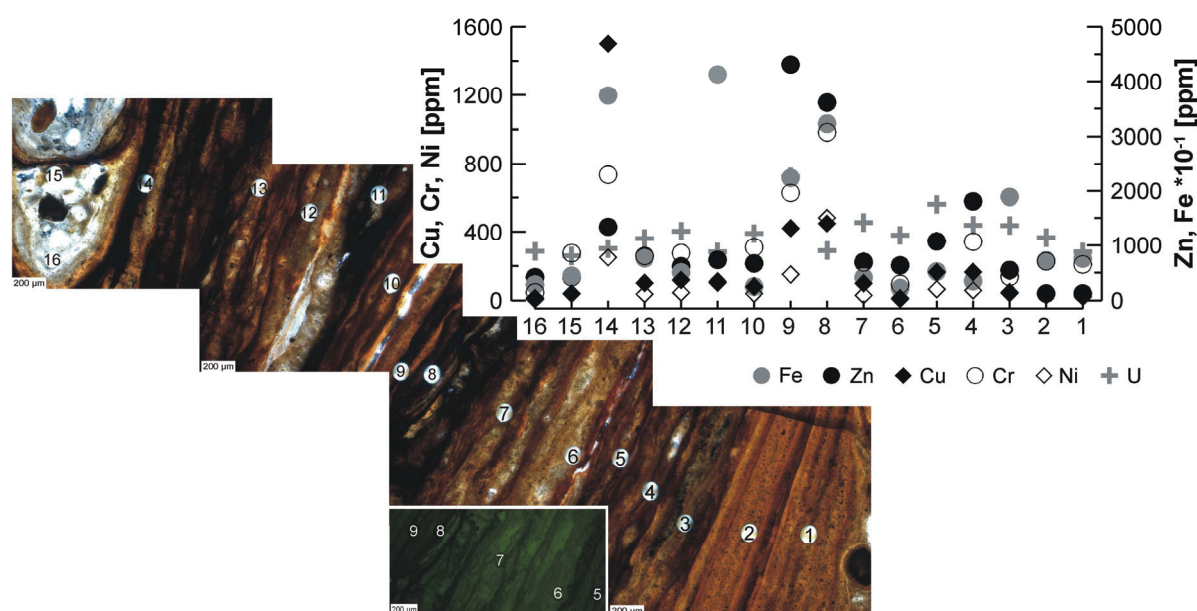 1600
1200
800
400
0
Cu, Cr, Ni [ppm]
5000
4000
3000
2000
1000
0
Zn, Fe *10-1 [ppm]
16 15 14 13 12 11 10 9 8 7 6 5 4 3 2 1
Fe Zn Cu Cr Ni U
15
14
13
12
11
16
200 µm
10
200 µm
9 8
7
6 5
4
3 2 1
9 8
7
6 5
200 µm
200 µm